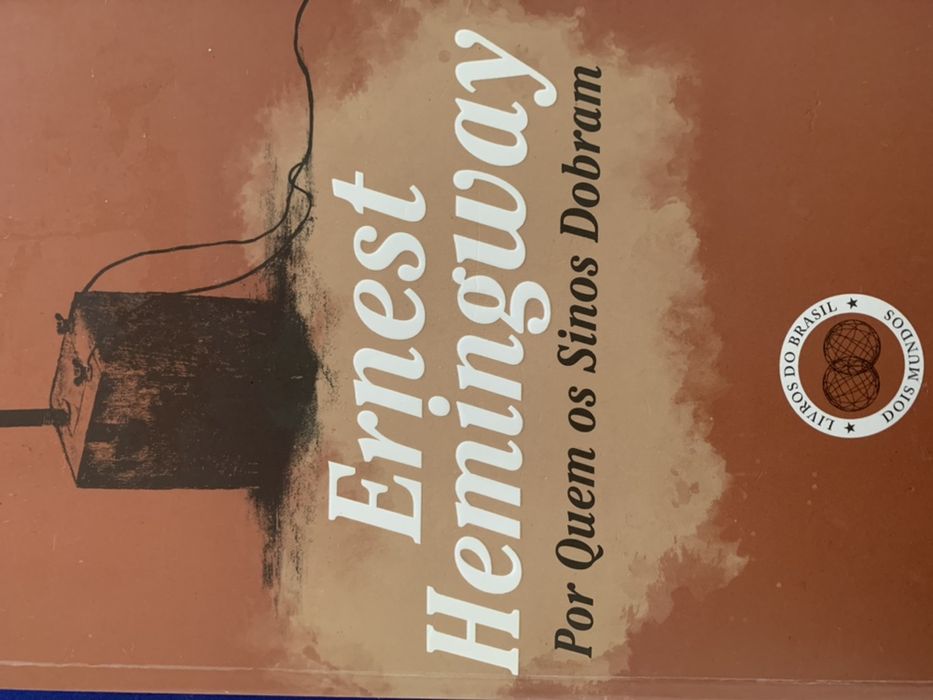 Ernest
Hemingway
Por Quem os Sinos Dobram
LIVROS DO BRASIL
DOIS MUNDOS